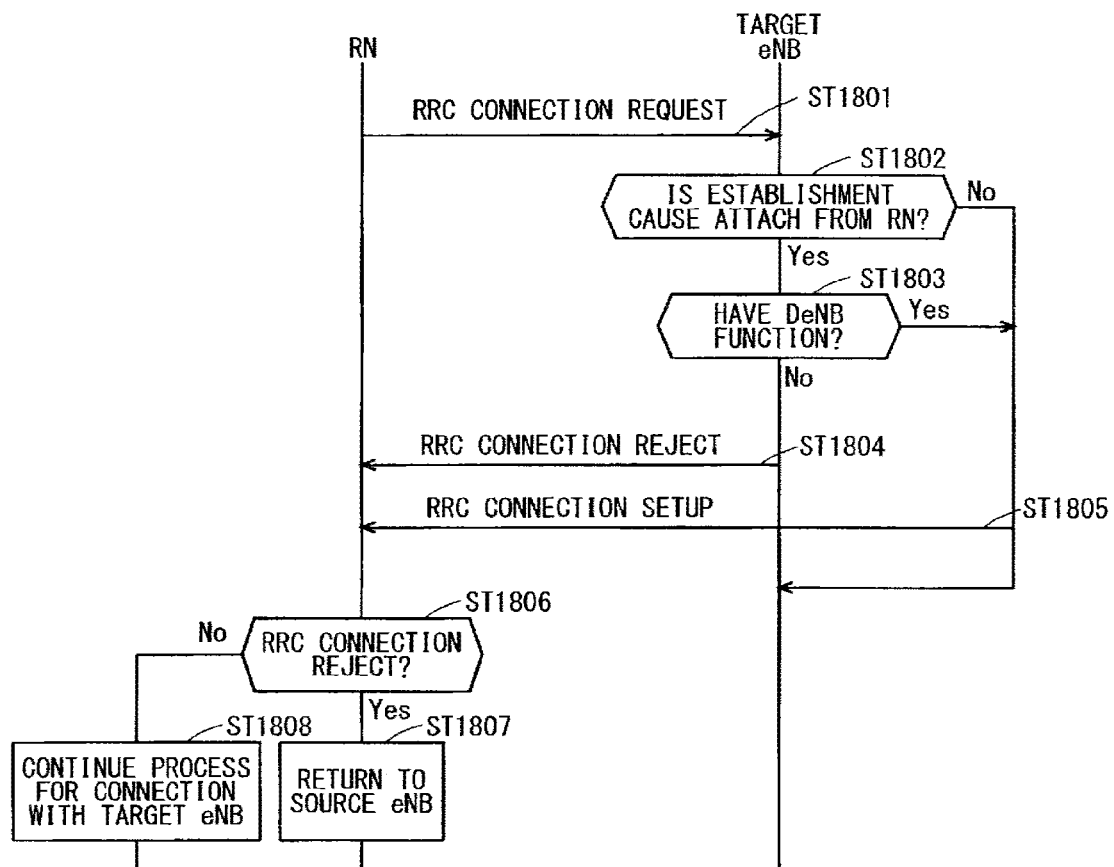 RN
TARGET
eNB
RRC CONNECTION REQUEST
ST1801
ST1802
IS ESTABLISHMENT
CAUSE ATTACH FROM RN?
No
Yes
ST1803
HAVE DeNB
FUNCTION?
Yes
No
RRC CONNECTION REJECT
ST1804
RRC CONNECTION SETUP
ST1805
ST1806
No
RRC CONNECTION
REJECT?
Yes
ST1808
ST1807
CONTINUE PROCESS
FOR CONNECTION
WITH TARGET eNB
RETURN TO
SOURCE eNB